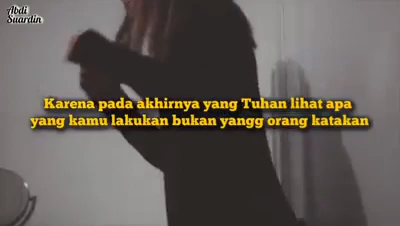 Abdi
Suardin
Karena pada akhirnya yang Tuhan lihat apa
yang kamu lakukan bukan yangg orang katakan